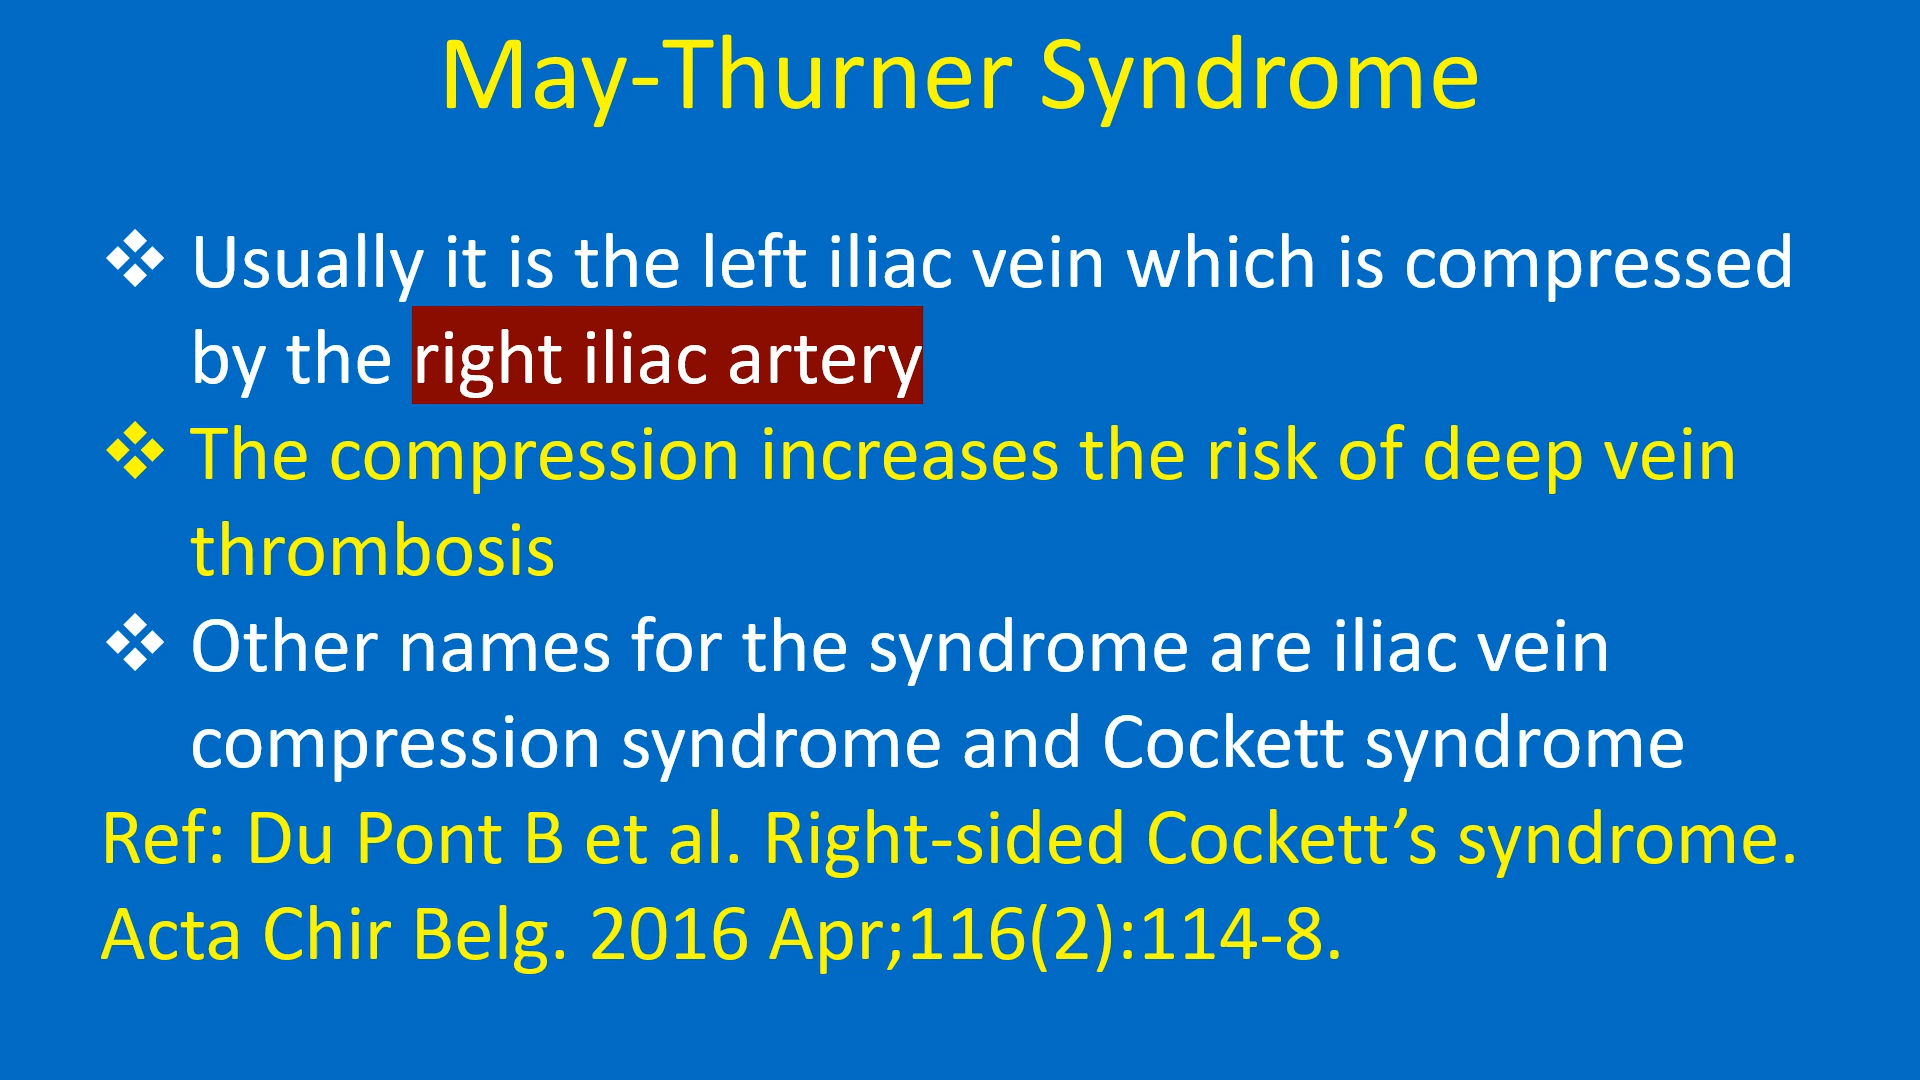 May-Thurner Syndrome
❖ Usually it is the left iliac vein which is compressed
by the right iliac artery
❖ The compression increases the risk of deep vein
thrombosis
❖ Other names for the syndrome are iliac vein
compression syndrome and Cockett syndrome
Ref: Du Pont B et al. Right-sided Cockett’s syndrome.
Acta Chir Belg. 2016 Apr;116(2):114-8.